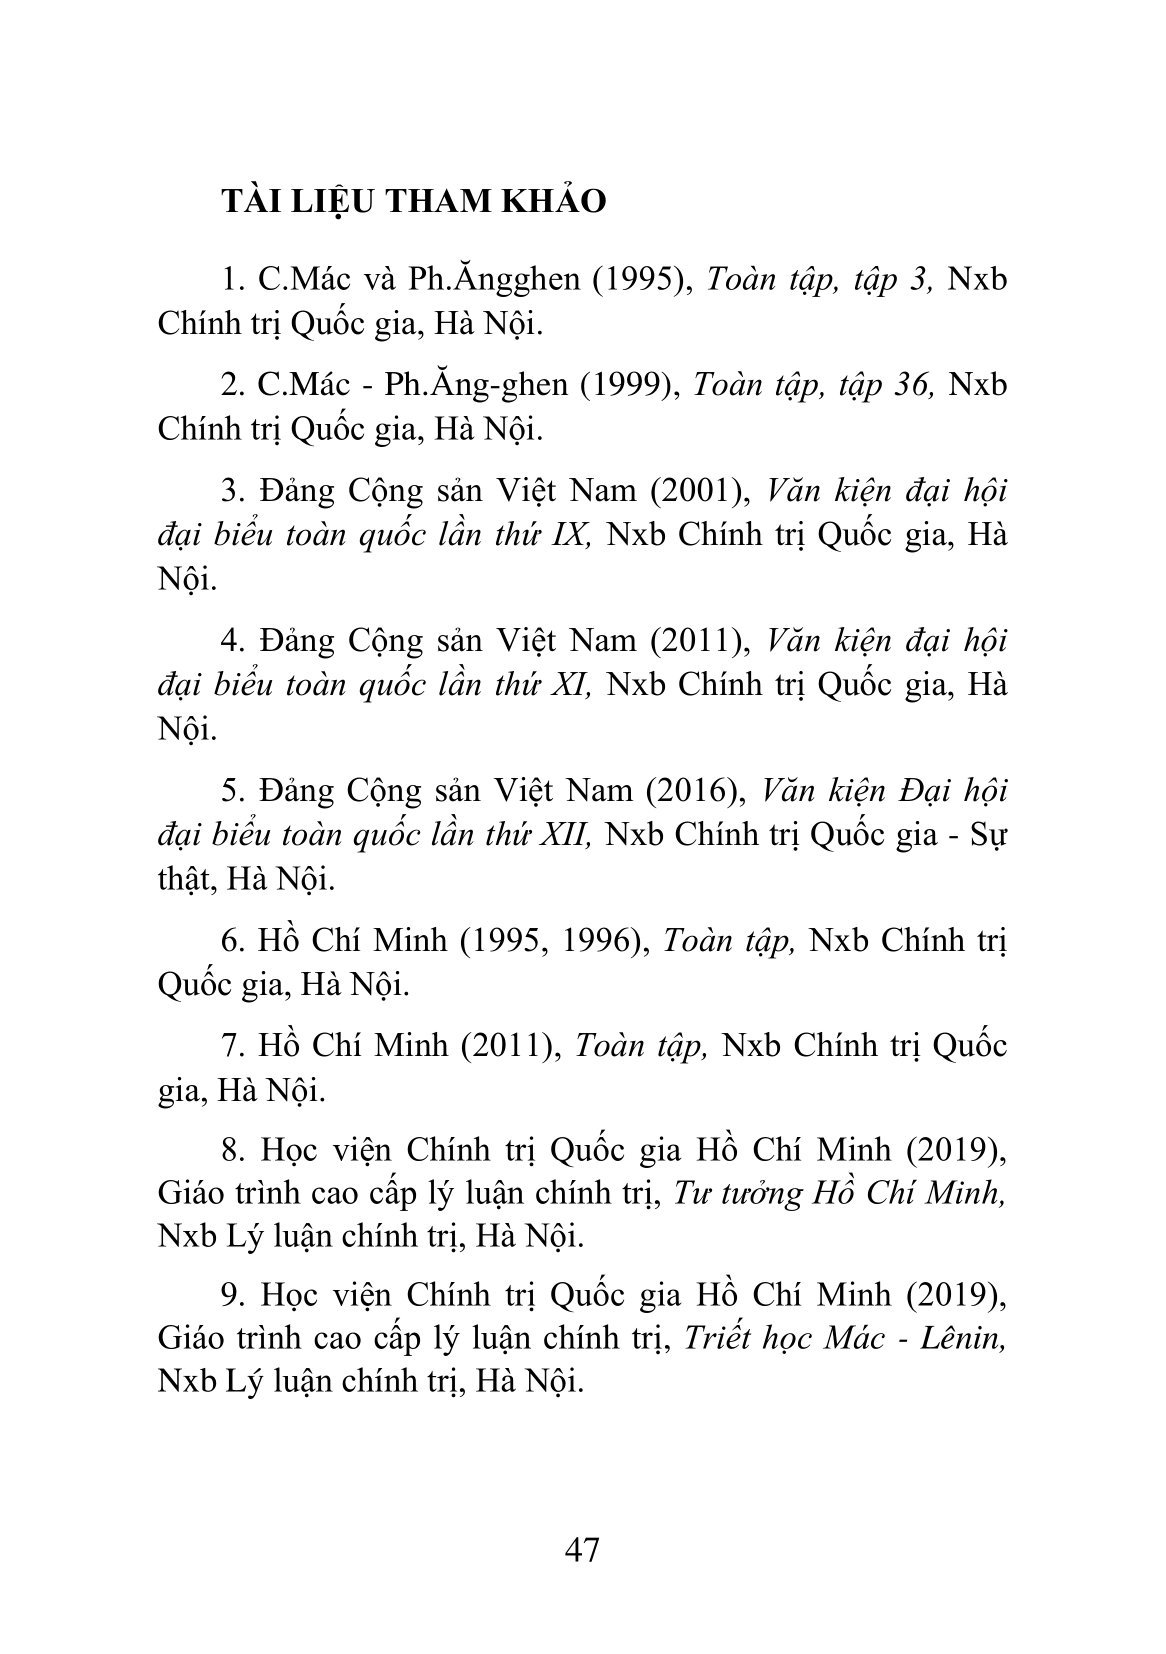 TÀI LIỆU THAM KHẢO
1. C.Mác và Ph.Ăngghen (1995), Toàn tập, tập 3, Nxb
Chính trị Quốc gia, Hà Nội.
2. C.Mác - Ph.Ăng-ghen (1999), Toàn tập, tập 36, Nxb
Chính trị Quốc gia, Hà Nội.
3. Đảng Cộng sản Việt Nam (2001), Văn kiện đại hội
đại biểu toàn quốc lần thứ IX, Nxb Chính trị Quốc gia, Hà
Nội.
4. Đảng Cộng sản Việt Nam (2011), Văn kiện đại hội
đại biểu toàn quốc lần thứ XI, Nxb Chính trị Quốc gia, Hà
Nội.
5. Đảng Cộng sản Việt Nam (2016), Văn kiện Đại hội
đại biểu toàn quốc lần thứ XII, Nxb Chính trị Quốc gia - Sự
thật, Hà Nội.
6. Hồ Chí Minh (1995, 1996), Toàn tập, Nxb Chính trị
Quốc gia, Hà Nội.
7. Hồ Chí Minh (2011), Toàn tập, Nxb Chính trị Quốc
gia, Hà Nội.
8. Học viện Chính trị Quốc gia Hồ Chí Minh (2019),
Giáo trình cao cấp lý luận chính trị, Tư tưởng Hồ Chí Minh,
Nxb Lý luận chính trị, Hà Nội.
9. Học viện Chính trị Quốc gia Hồ Chí Minh (2019),
Giáo trình cao cấp lý luận chính trị, Triết học Mác - Lênin,
Nxb Lý luận chính trị, Hà Nội.
47